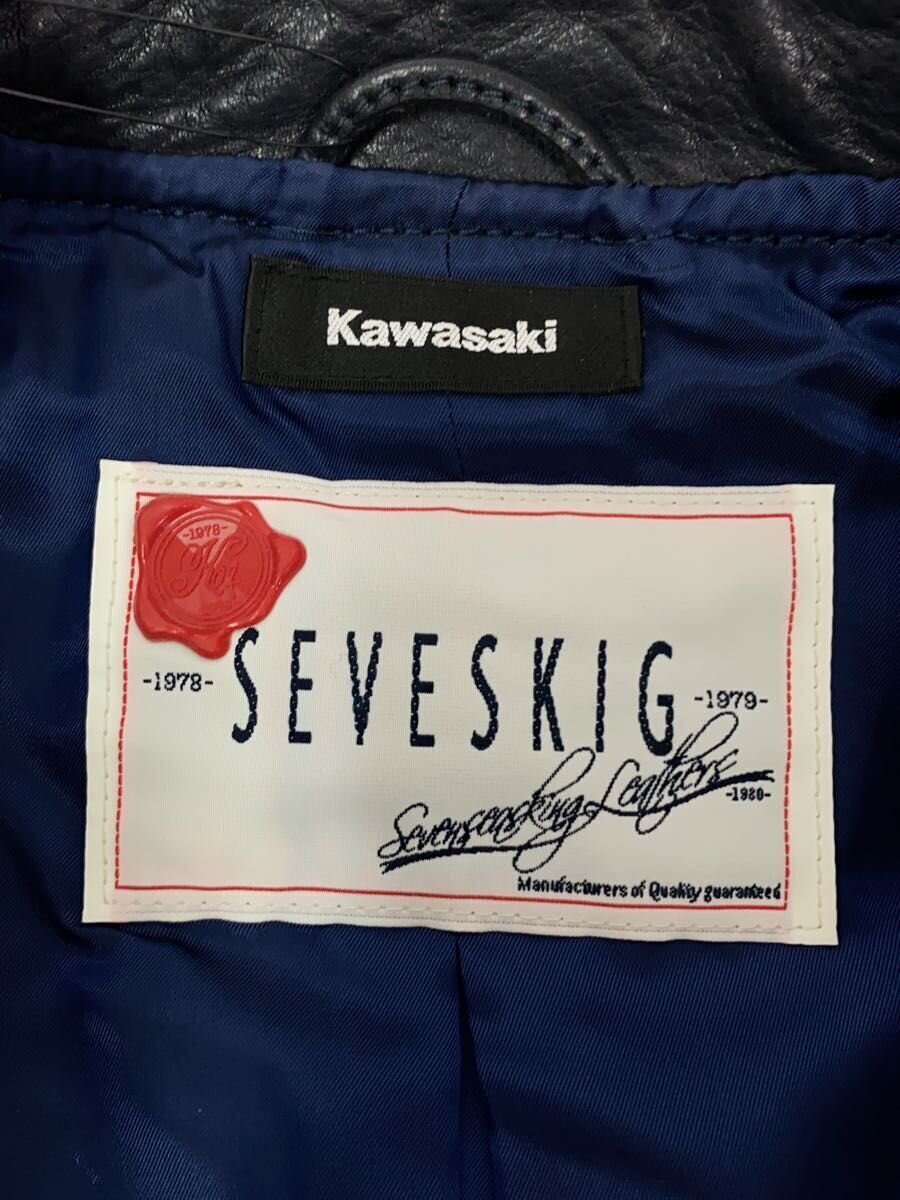 Kawasaki
-1978-
-1978-
SEVESKIG
-1979-
Sevenseasking Leathers
-1980-
Manufacturers of Quality guaranteed